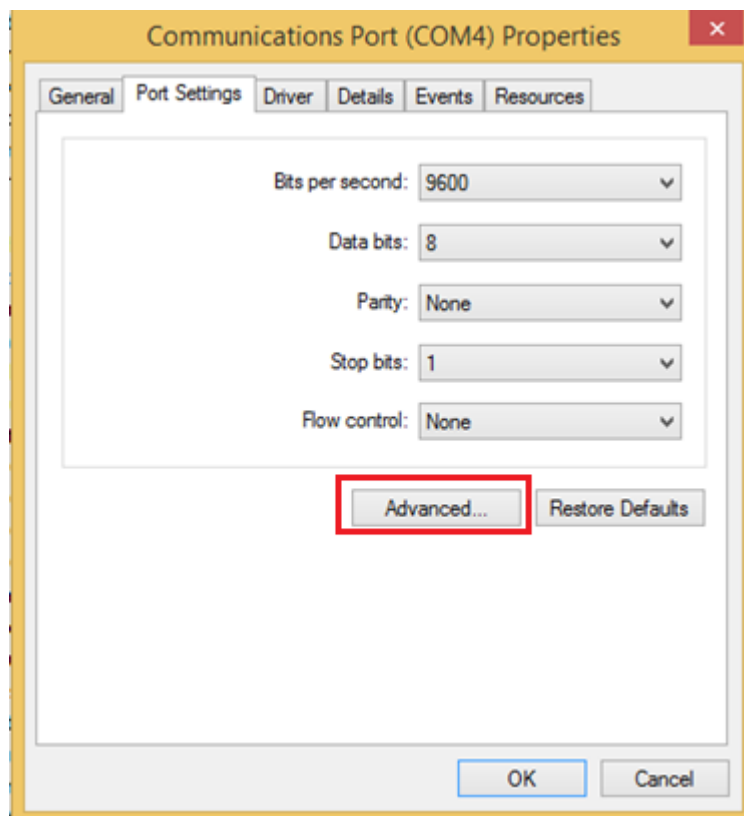 Communications Port (COM4) Properties
General Port Settings Driver Details Events Resources
Bits per second: 9600
Data bits: 8
Parity: None
Stop bits: 1
Flow control: None
Advanced... Restore Defaults
OK Cancel